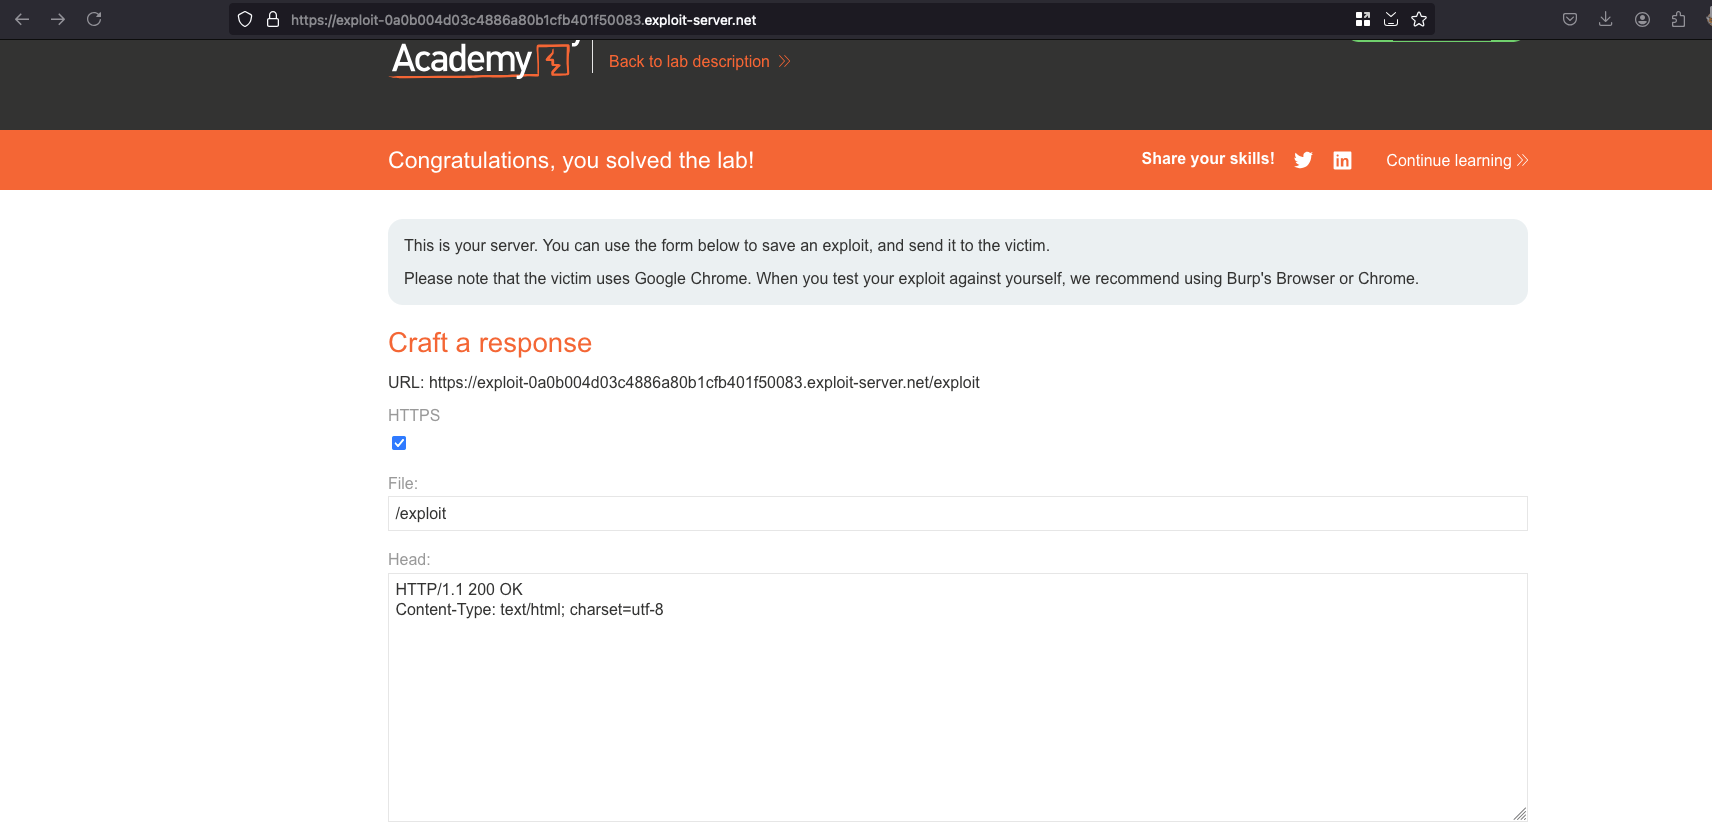 https://exploit-0a0b004d03c4886a80b1cfb401f50083.exploit-server.net
Academy
Back to lab description
Congratulations, you solved the lab!
Share your skills!
Continue learning
This is your server. You can use the form below to save an exploit, and send it to the victim.
Please note that the victim uses Google Chrome. When you test your exploit against yourself, we recommend using Burp's Browser or Chrome.
Craft a response
URL: https://exploit-0a0b004d03c4886a80b1cfb401f50083.exploit-server.net/exploit
HTTPS
File:
/exploit
Head:
HTTP/1.1 200 OK
Content-Type: text/html; charset=utf-8